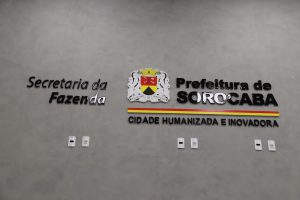 Secretaria da
Fazenda
Prefeitura de
SOROCABA
CIDADE HUMANIZADA E INOVADORA